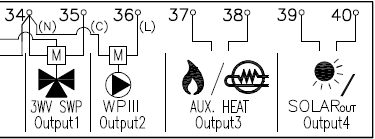 34 35 36 37 38 39 40
(N) (C) (L)
M M
3WV SWP WPIII AUX. HEAT SOLAROUT
Output1 Output2 Output3 Output4